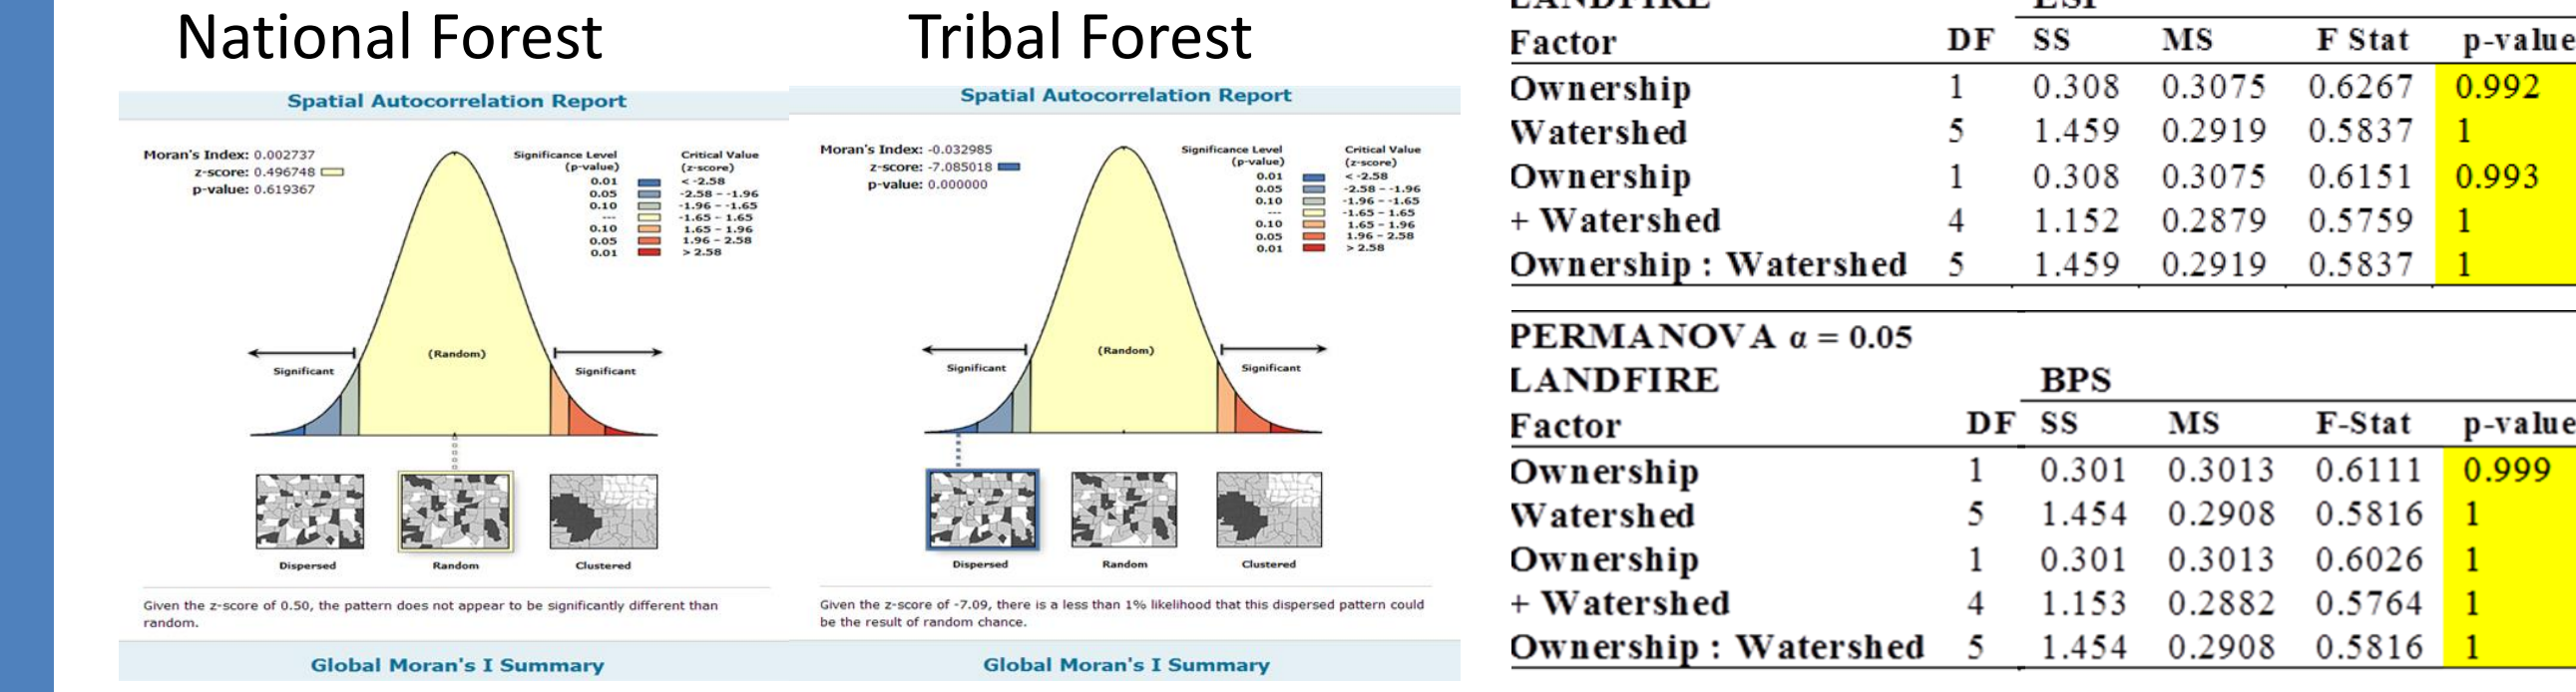 National Forest
Spatial Autocorrelation Report
Moran's Index: 0.002737
z-score: 0.496748
p-value: 0.619367
Significance Level (p-value)
Critical Value (z-score)
0.01 < -2.58
0.05 -2.58 - -1.96
0.10 -1.96 - -1.65
--- -1.65 - 1.65
0.10 1.65 - 1.96
0.05 1.96 - 2.58
0.01 > 2.58
(Random)
Significant
Significant
Dispersed
Random
Clustered
Given the z-score of 0.50, the pattern does not appear to be significantly different than
random.
Global Moran's I Summary
Tribal Forest
Spatial Autocorrelation Report
Moran's Index: -0.032985
z-score: -7.085018
p-value: 0.000000
Significance Level (p-value)
Critical Value (z-score)
0.01 < -2.58
0.05 -2.58 - -1.96
0.10 -1.96 - -1.65
--- -1.65 - 1.65
0.10 1.65 - 1.96
0.05 1.96 - 2.58
0.01 > 2.58
(Random)
Significant
Significant
Dispersed
Random
Clustered
Given the z-score of -7.09, there is a less than 1% likelihood that this dispersed pattern could
be the result of random chance.
Global Moran's I Summary
LANDFIRE ESP
Factor DF SS MS F Stat p-value
Ownership 1 0.308 0.3075 0.6267 0.992
Watershed 5 1.459 0.2919 0.5837 1
Ownership 1 0.308 0.3075 0.6151 0.993
+ Watershed 4 1.152 0.2879 0.5759 1
Ownership : Watershed 5 1.459 0.2919 0.5837 1
PERMANOVA α = 0.05
LANDFIRE BPS
Factor DF SS MS F-Stat p-value
Ownership 1 0.301 0.3013 0.6111 0.999
Watershed 5 1.454 0.2908 0.5816 1
Ownership 1 0.301 0.3013 0.6026 1
+ Watershed 4 1.153 0.2882 0.5764 1
Ownership : Watershed 5 1.454 0.2908 0.5816 1